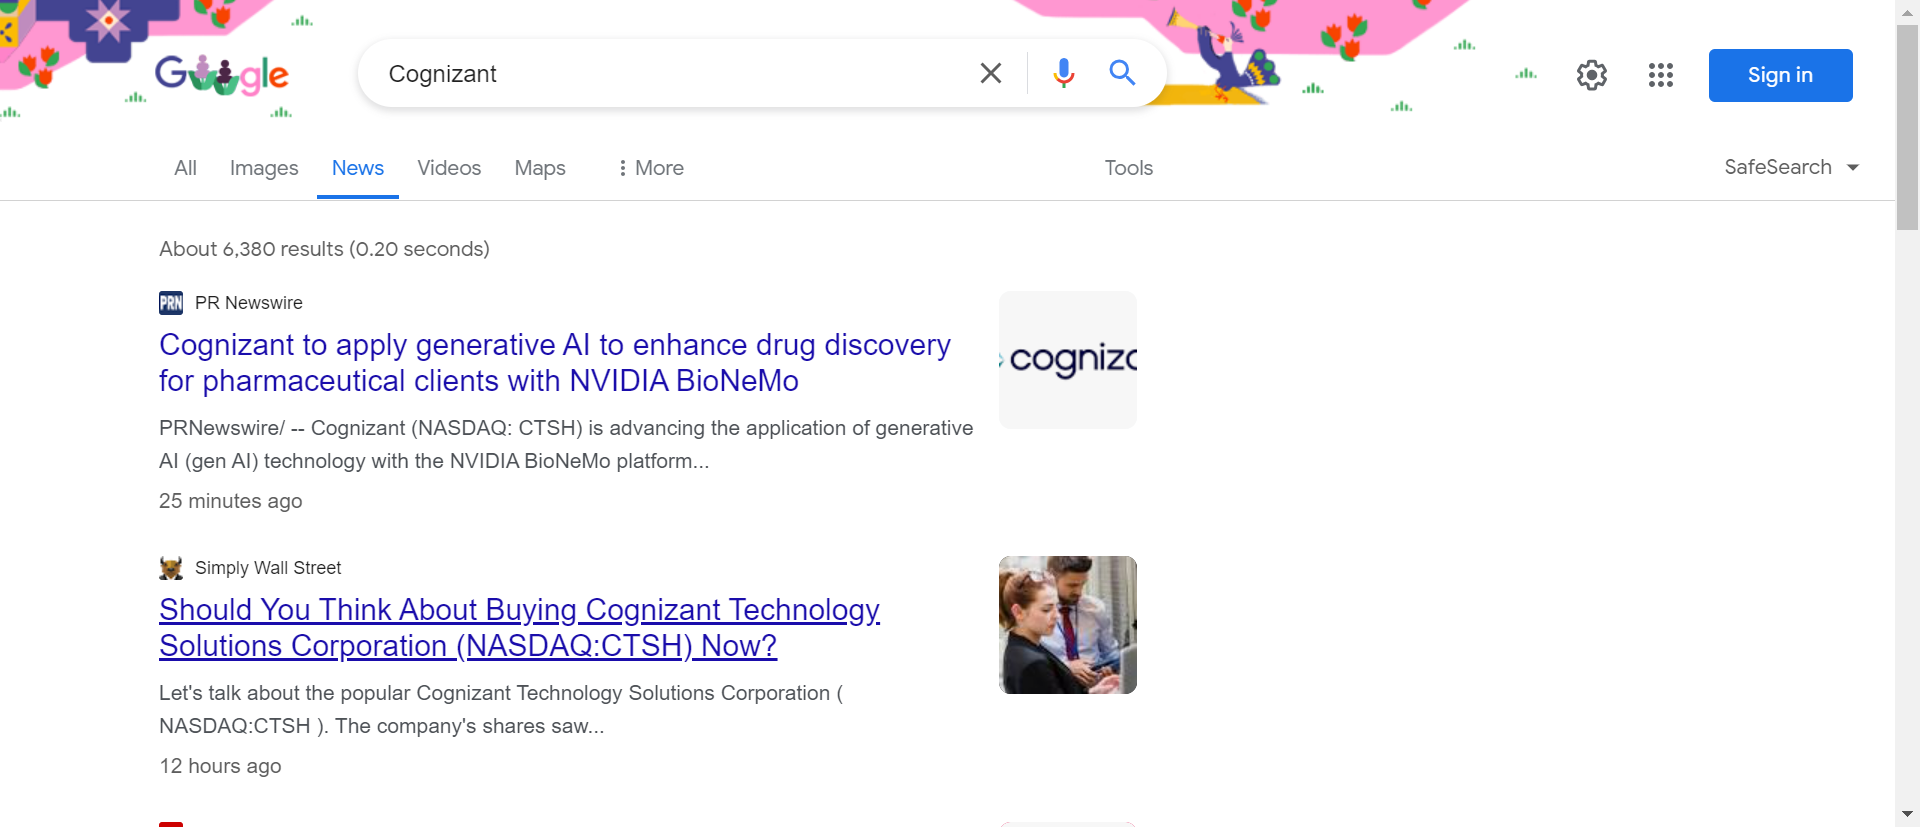 Google
Cognizant
Sign in
All
Images
News
Videos
Maps
More
Tools
SafeSearch
About 6,380 results (0.20 seconds)
PRN PR Newswire
Cognizant to apply generative AI to enhance drug discovery
for pharmaceutical clients with NVIDIA BioNeMo
PRNewswire/ -- Cognizant (NASDAQ: CTSH) is advancing the application of generative
AI (gen AI) technology with the NVIDIA BioNeMo platform...
25 minutes ago
cogniz
Simply Wall Street
Should You Think About Buying Cognizant Technology
Solutions Corporation (NASDAQ:CTSH) Now?
Let's talk about the popular Cognizant Technology Solutions Corporation (
NASDAQ:CTSH ). The company's shares saw...
12 hours ago